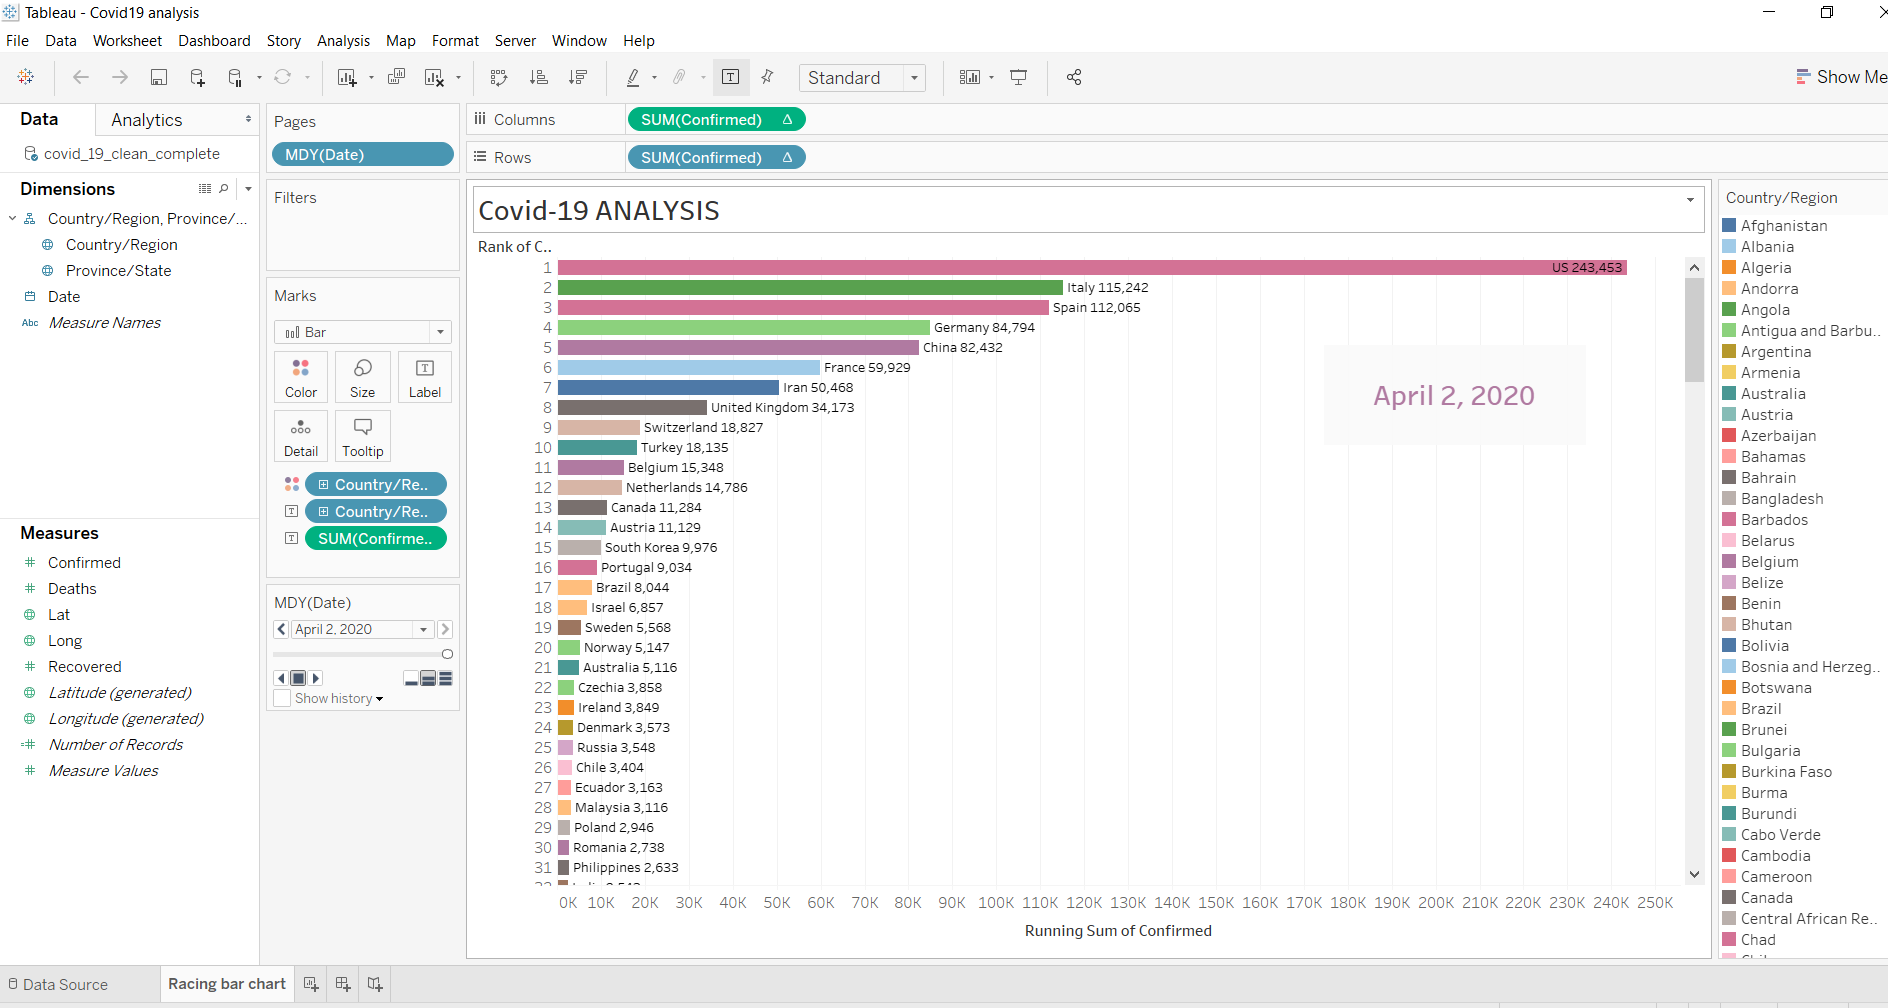 Tableau - Covid19 analysis
File Data Worksheet Dashboard Story Analysis Map Format Server Window Help
Standard
Show Me
Data
Analytics
covid_19_clean_complete
Dimensions
Country/Region, Province/...
Country/Region
Province/State
Date
Abc Measure Names
Measures
Confirmed
Deaths
Lat
Long
Recovered
Latitude (generated)
Longitude (generated)
Number of Records
Measure Values
Pages
MDY(Date)
Filters
Marks
Bar
Color Size Label
Detail Tooltip
Country/Re..
Country/Re..
SUM(Confirme..
MDY(Date)
April 2, 2020
Show history
Columns SUM(Confirmed) Δ
Rows SUM(Confirmed) Δ
Covid-19 ANALYSIS
Rank of C..
1 US 243,453
2 Italy 115,242
3 Spain 112,065
4 Germany 84,794
5 China 82,432
6 France 59,929
7 Iran 50,468
8 United Kingdom 34,173
9 Switzerland 18,827
10 Turkey 18,135
11 Belgium 15,348
12 Netherlands 14,786
13 Canada 11,284
14 Austria 11,129
15 South Korea 9,976
16 Portugal 9,034
17 Brazil 8,044
18 Israel 6,857
19 Sweden 5,568
20 Norway 5,147
21 Australia 5,116
22 Czechia 3,858
23 Ireland 3,849
24 Denmark 3,573
25 Russia 3,548
26 Chile 3,404
27 Ecuador 3,163
28 Malaysia 3,116
29 Poland 2,946
30 Romania 2,738
31 Philippines 2,633
April 2, 2020
0K 10K 20K 30K 40K 50K 60K 70K 80K 90K 100K 110K 120K 130K 140K 150K 160K 170K 180K 190K 200K 210K 220K 230K 240K 250K
Running Sum of Confirmed
Country/Region
Afghanistan
Albania
Algeria
Andorra
Angola
Antigua and Barbu..
Argentina
Armenia
Australia
Austria
Azerbaijan
Bahamas
Bahrain
Bangladesh
Barbados
Belarus
Belgium
Belize
Benin
Bhutan
Bolivia
Bosnia and Herzeg..
Botswana
Brazil
Brunei
Bulgaria
Burkina Faso
Burma
Burundi
Cabo Verde
Cambodia
Cameroon
Canada
Central African Re..
Chad
Data Source
Racing bar chart